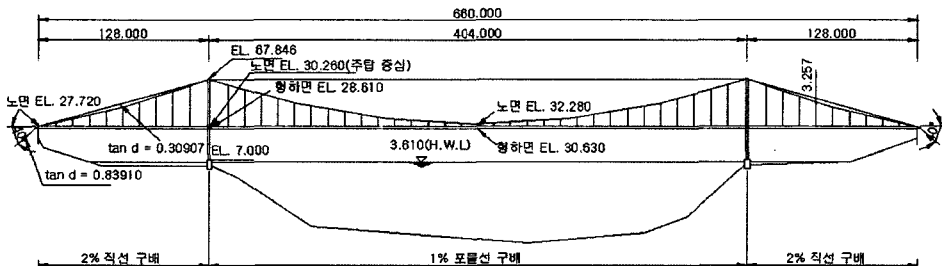 660.000
128.000
404.000
128.000
EL. 67.846
노면 EL. 30.260(주탑 중심)
형하면 EL. 28.610
노면 EL. 27.720
노면 EL. 32.280
3.257
tan d = 0.30907
EL. 7.000
3.610(H.W.L)
형하면 EL. 30.630
tan d = 0.83910
2% 직선 구배
1% 포물선 구배
2% 직선 구배